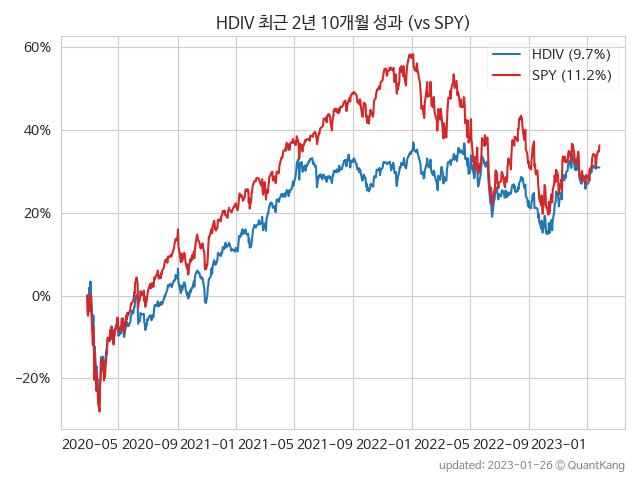 HDIV 최근 2년 10개월 성과 (vs SPY)
HDIV (9.7%)
SPY (11.2%)
60%
40%
20%
0%
−20%
2020-05 2020-09 2021-01 2021-05 2021-09 2022-01 2022-05 2022-09 2023-01
updated: 2023-01-26 © QuantKang